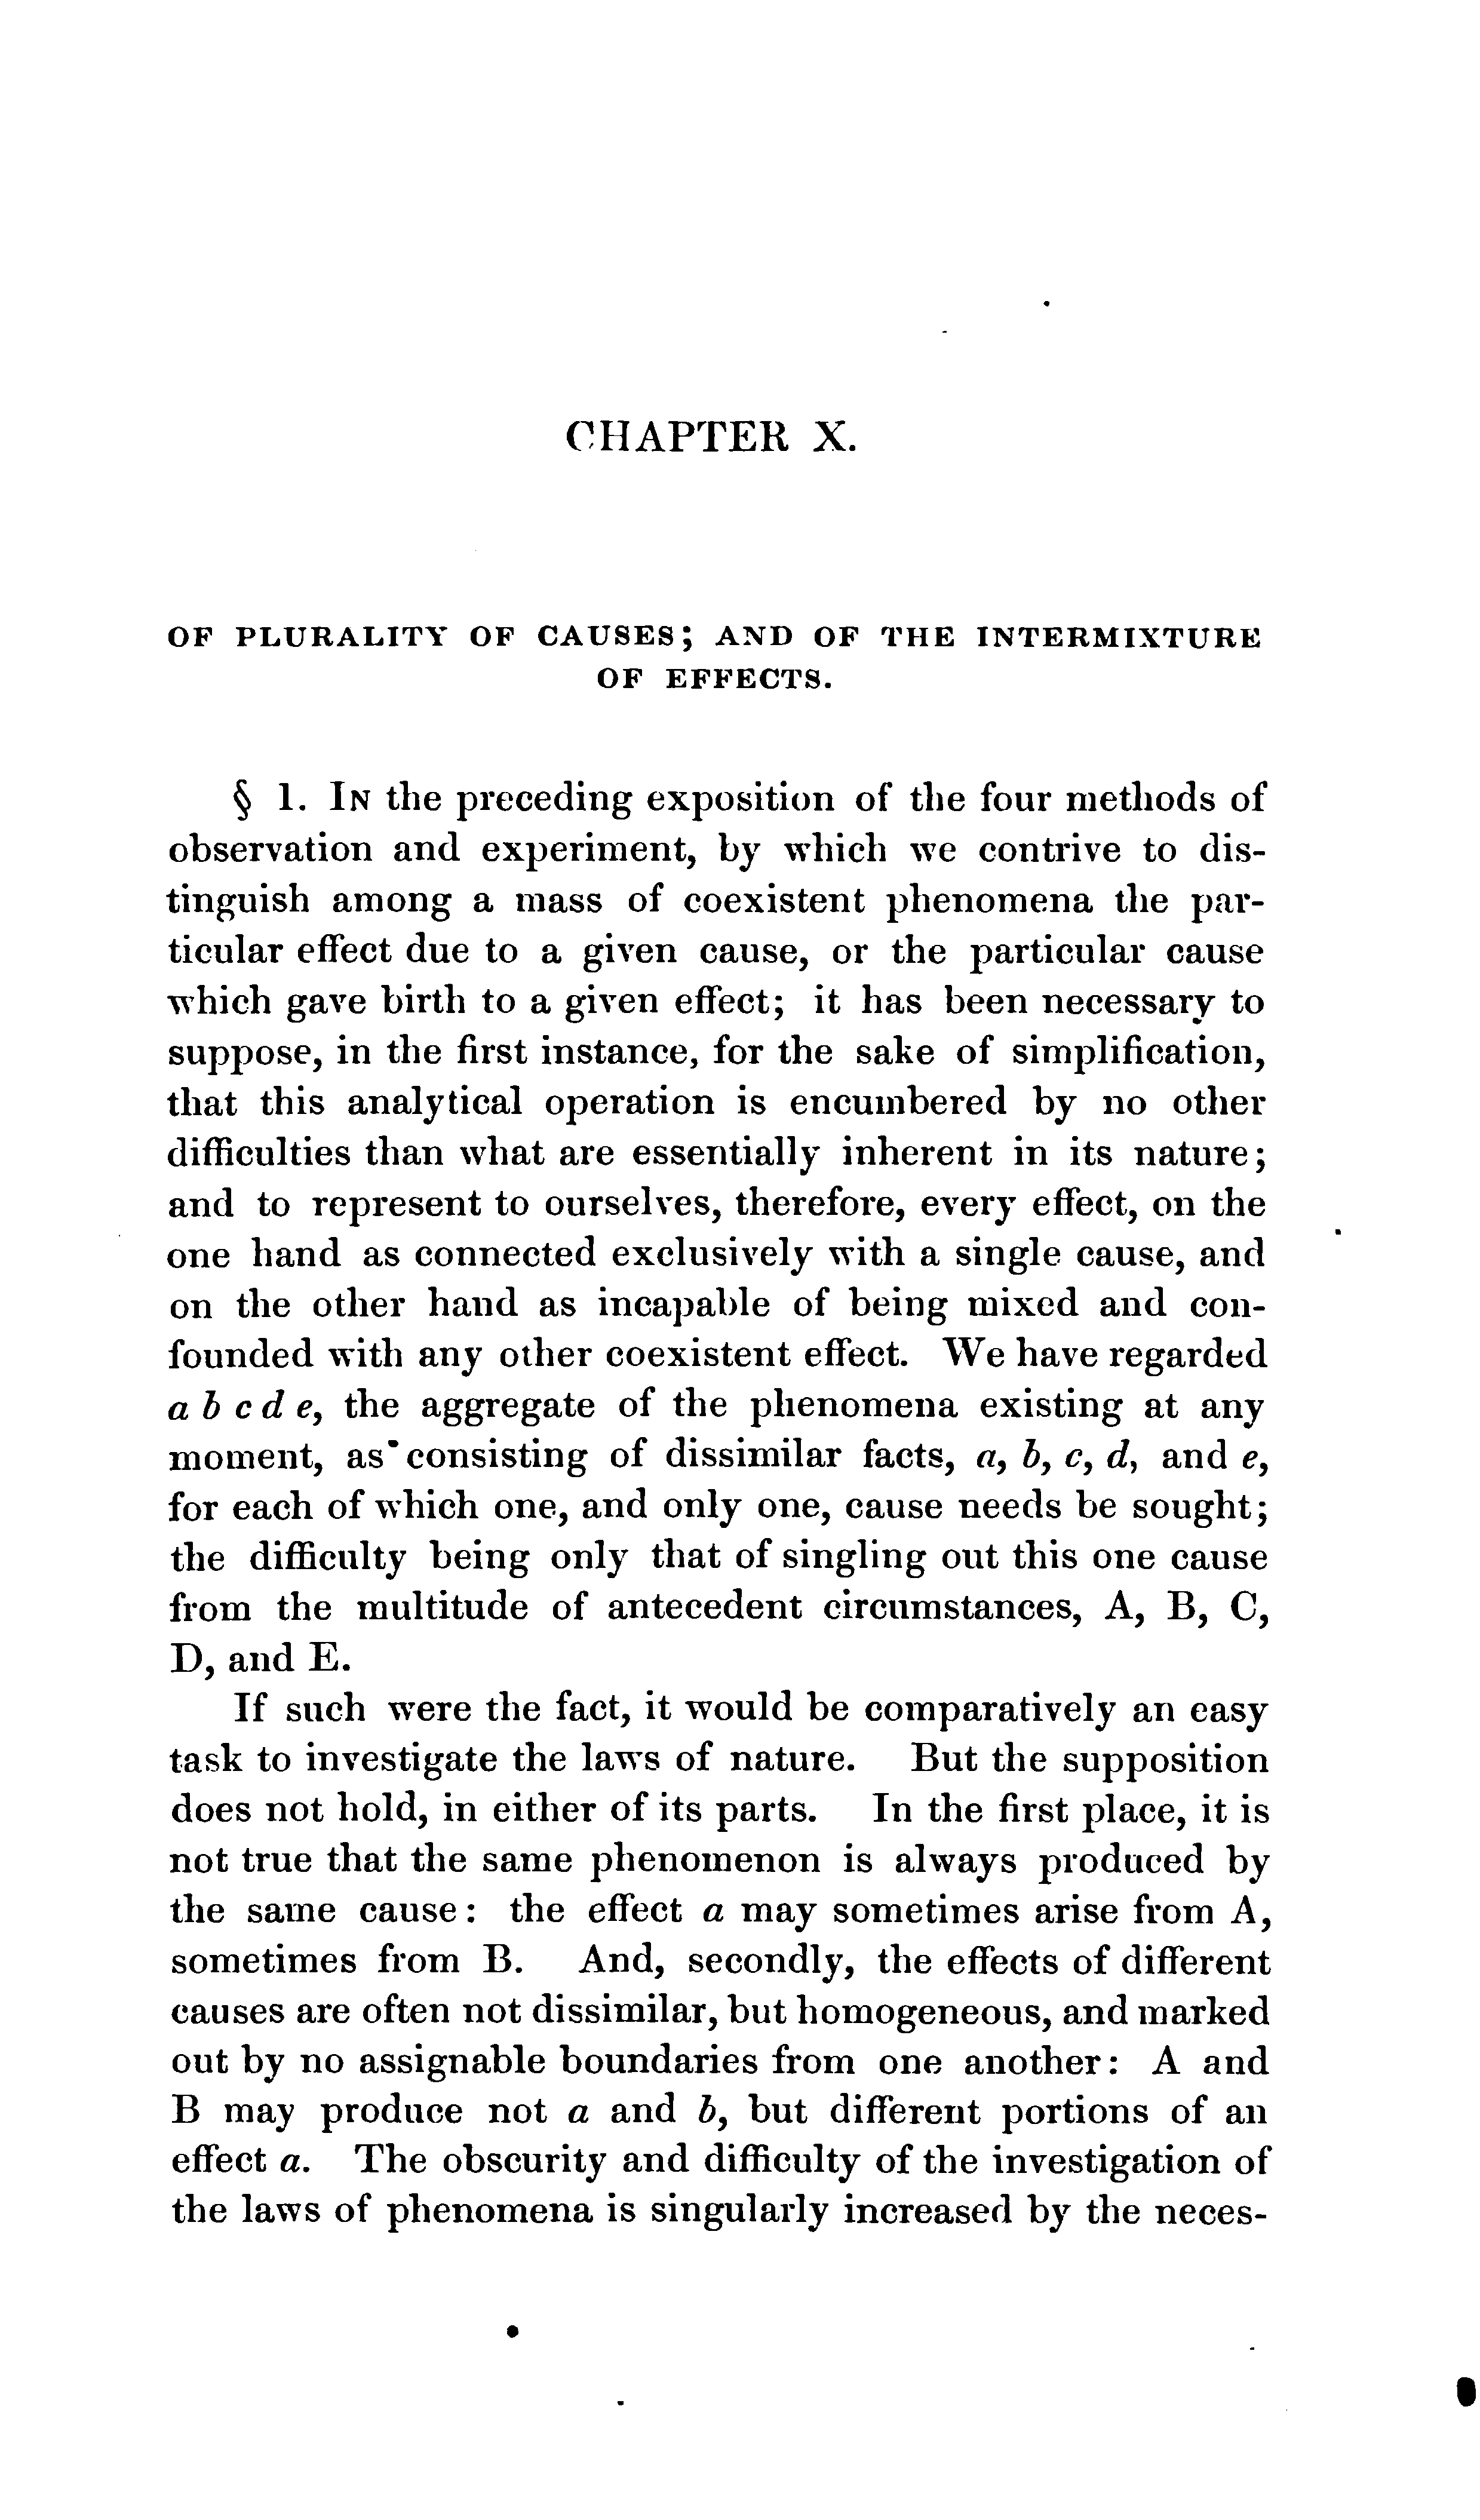 CHAPTER X.
OF PLURALITY OF CAUSES; AND OF THE INTERMIXTURE
OF EFFECTS.
§ 1. IN the preceding exposition of the four methods of
observation and experiment, by which we contrive to dis-
tinguish among a mass of coexistent phenomena the par-
ticular effect due to a given cause, or the particular cause
which gave birth to a given effect; it has been necessary to
suppose, in the first instance, for the sake of simplification,
that this analytical operation is encumbered by no other
difficulties than what are essentially inherent in its nature;
and to represent to ourselves, therefore, every effect, on the
one hand as connected exclusively with a single cause, and
on the other hand as incapable of being mixed and con-
founded with any other coexistent effect. We have regarded
a b c d e, the aggregate of the phenomena existing at any
moment, as consisting of dissimilar facts, a, b, c, d, and e,
for each of which one, and only one, cause needs be sought;
the difficulty being only that of singling out this one cause
from the multitude of antecedent circumstances, A, B, C,
D, and E.
If such were the fact, it would be comparatively an easy
task to investigate the laws of nature. But the supposition
does not hold, in either of its parts. In the first place, it is
not true that the same phenomenon is always produced by
the same cause: the effect a may sometimes arise from A,
sometimes from B. And, secondly, the effects of different
causes are often not dissimilar, but homogeneous, and marked
out by no assignable boundaries from one another: A and
B may produce not a and b, but different portions of an
effect a. The obscurity and difficulty of the investigation of
the laws of phenomena is singularly increased by the neces-